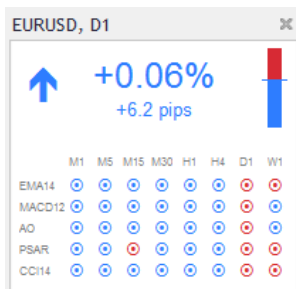 EURUSD, D1
+0.06%
+6.2 pips
M1 M5 M15 M30 H1 H4 D1 W1
EMA14
MACD12
AO
PSAR
CCI14